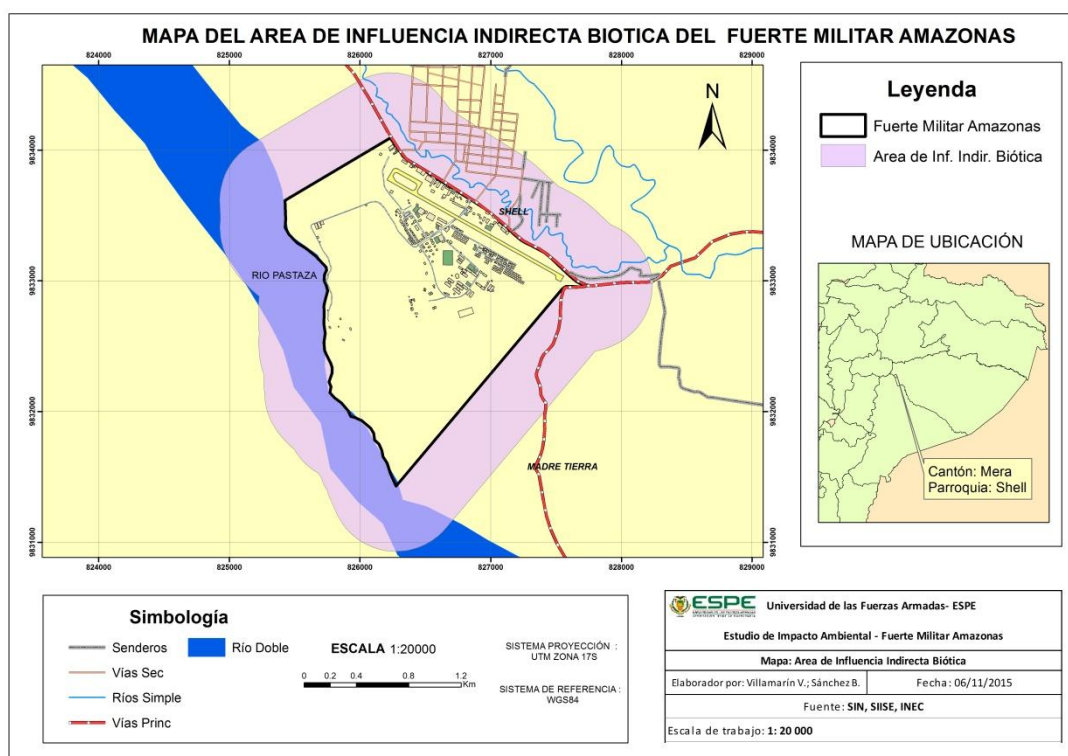 MAPA DEL AREA DE INFLUENCIA INDIRECTA BIOTICA DEL FUERTE MILITAR AMAZONAS
824000 825000 826000 827000 828000 829000
9834000 9834000
9833000 9833000
9832000 9832000
9831000 9831000
N
SHELL
RIO PASTAZA
MADRE TIERRA
824000 825000 826000 827000 828000 829000
Leyenda
Fuerte Militar Amazonas
Area de Inf. Indir. Biótica
MAPA DE UBICACIÓN
Cantón: Mera
Parroquia: Shell
Simbología
Senderos
Vías Sec
Ríos Simple
Vías Princ
Río Doble
ESCALA 1:20000
0 0.2 0.4 0.8 1.2
Km
SISTEMA PROYECCIÓN :
UTM ZONA 17S
SISTEMA DE REFERENCIA :
WGS84
ESPE
Universidad de las Fuerzas Armadas- ESPE
Estudio de Impacto Ambiental - Fuerte Militar Amazonas
Mapa: Area de Influencia Indirecta Biótica
Elaborador por: Villamarín V.; Sánchez B. Fecha: 06/11/2015
Fuente: SIN, SIISE, INEC
Escala de trabajo: 1: 20 000